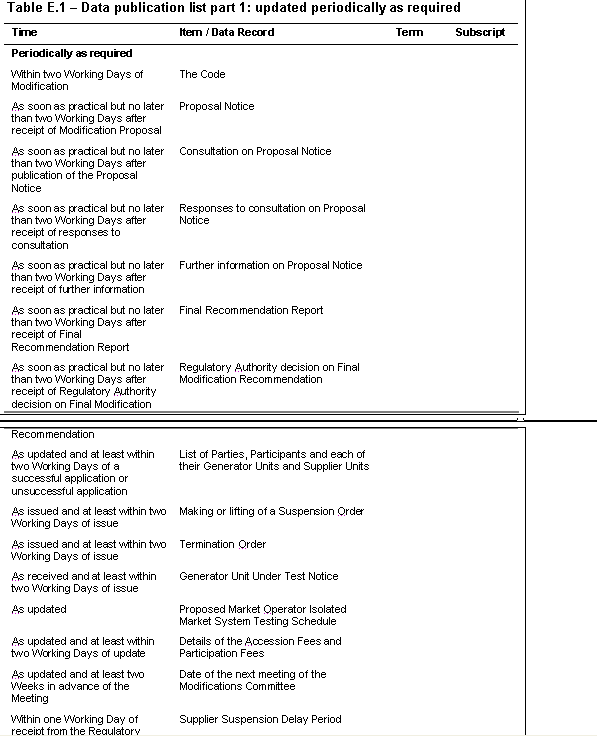 Table E.1 – Data publication list part 1: updated periodically as required
Time Item / Data Record Term Subscript
Periodically as required
Within two Working Days of The Code
Modification
As soon as practical but no later Proposal Notice
than two Working Days after
receipt of Modification Proposal
As soon as practical but no later Consultation on Proposal Notice
than two Working Days after
publication of the Proposal
Notice
As soon as practical but no later Responses to consultation on Proposal
than two Working Days after Notice
receipt of responses to
consultation
As soon as practical but no later Further information on Proposal Notice
than two Working Days after
receipt of further information
As soon as practical but no later Final Recommendation Report
than two Working Days after
receipt of Final
Recommendation Report
As soon as practical but no later Regulatory Authority decision on Final
than two Working Days after Modification Recommendation
receipt of Regulatory Authority
decision on Final Modification
Recommendation
As updated and at least within List of Parties, Participants and each of
two Working Days of a their Generator Units and Supplier Units
successful application or
unsuccessful application
As issued and at least within two Making or lifting of a Suspension Order
Working Days of issue
As issued and at least within two Termination Order
Working Days of issue
As received and at least within Generator Unit Under Test Notice
two Working Days of issue
As updated Proposed Market Operator Isolated
Market System Testing Schedule
As updated and at least within Details of the Accession Fees and
two Working Days of update Participation Fees
As updated and at least two Date of the next meeting of the
Weeks in advance of the Modifications Committee
Meeting
Within one Working Day of Supplier Suspension Delay Period
receipt from the Regulatory